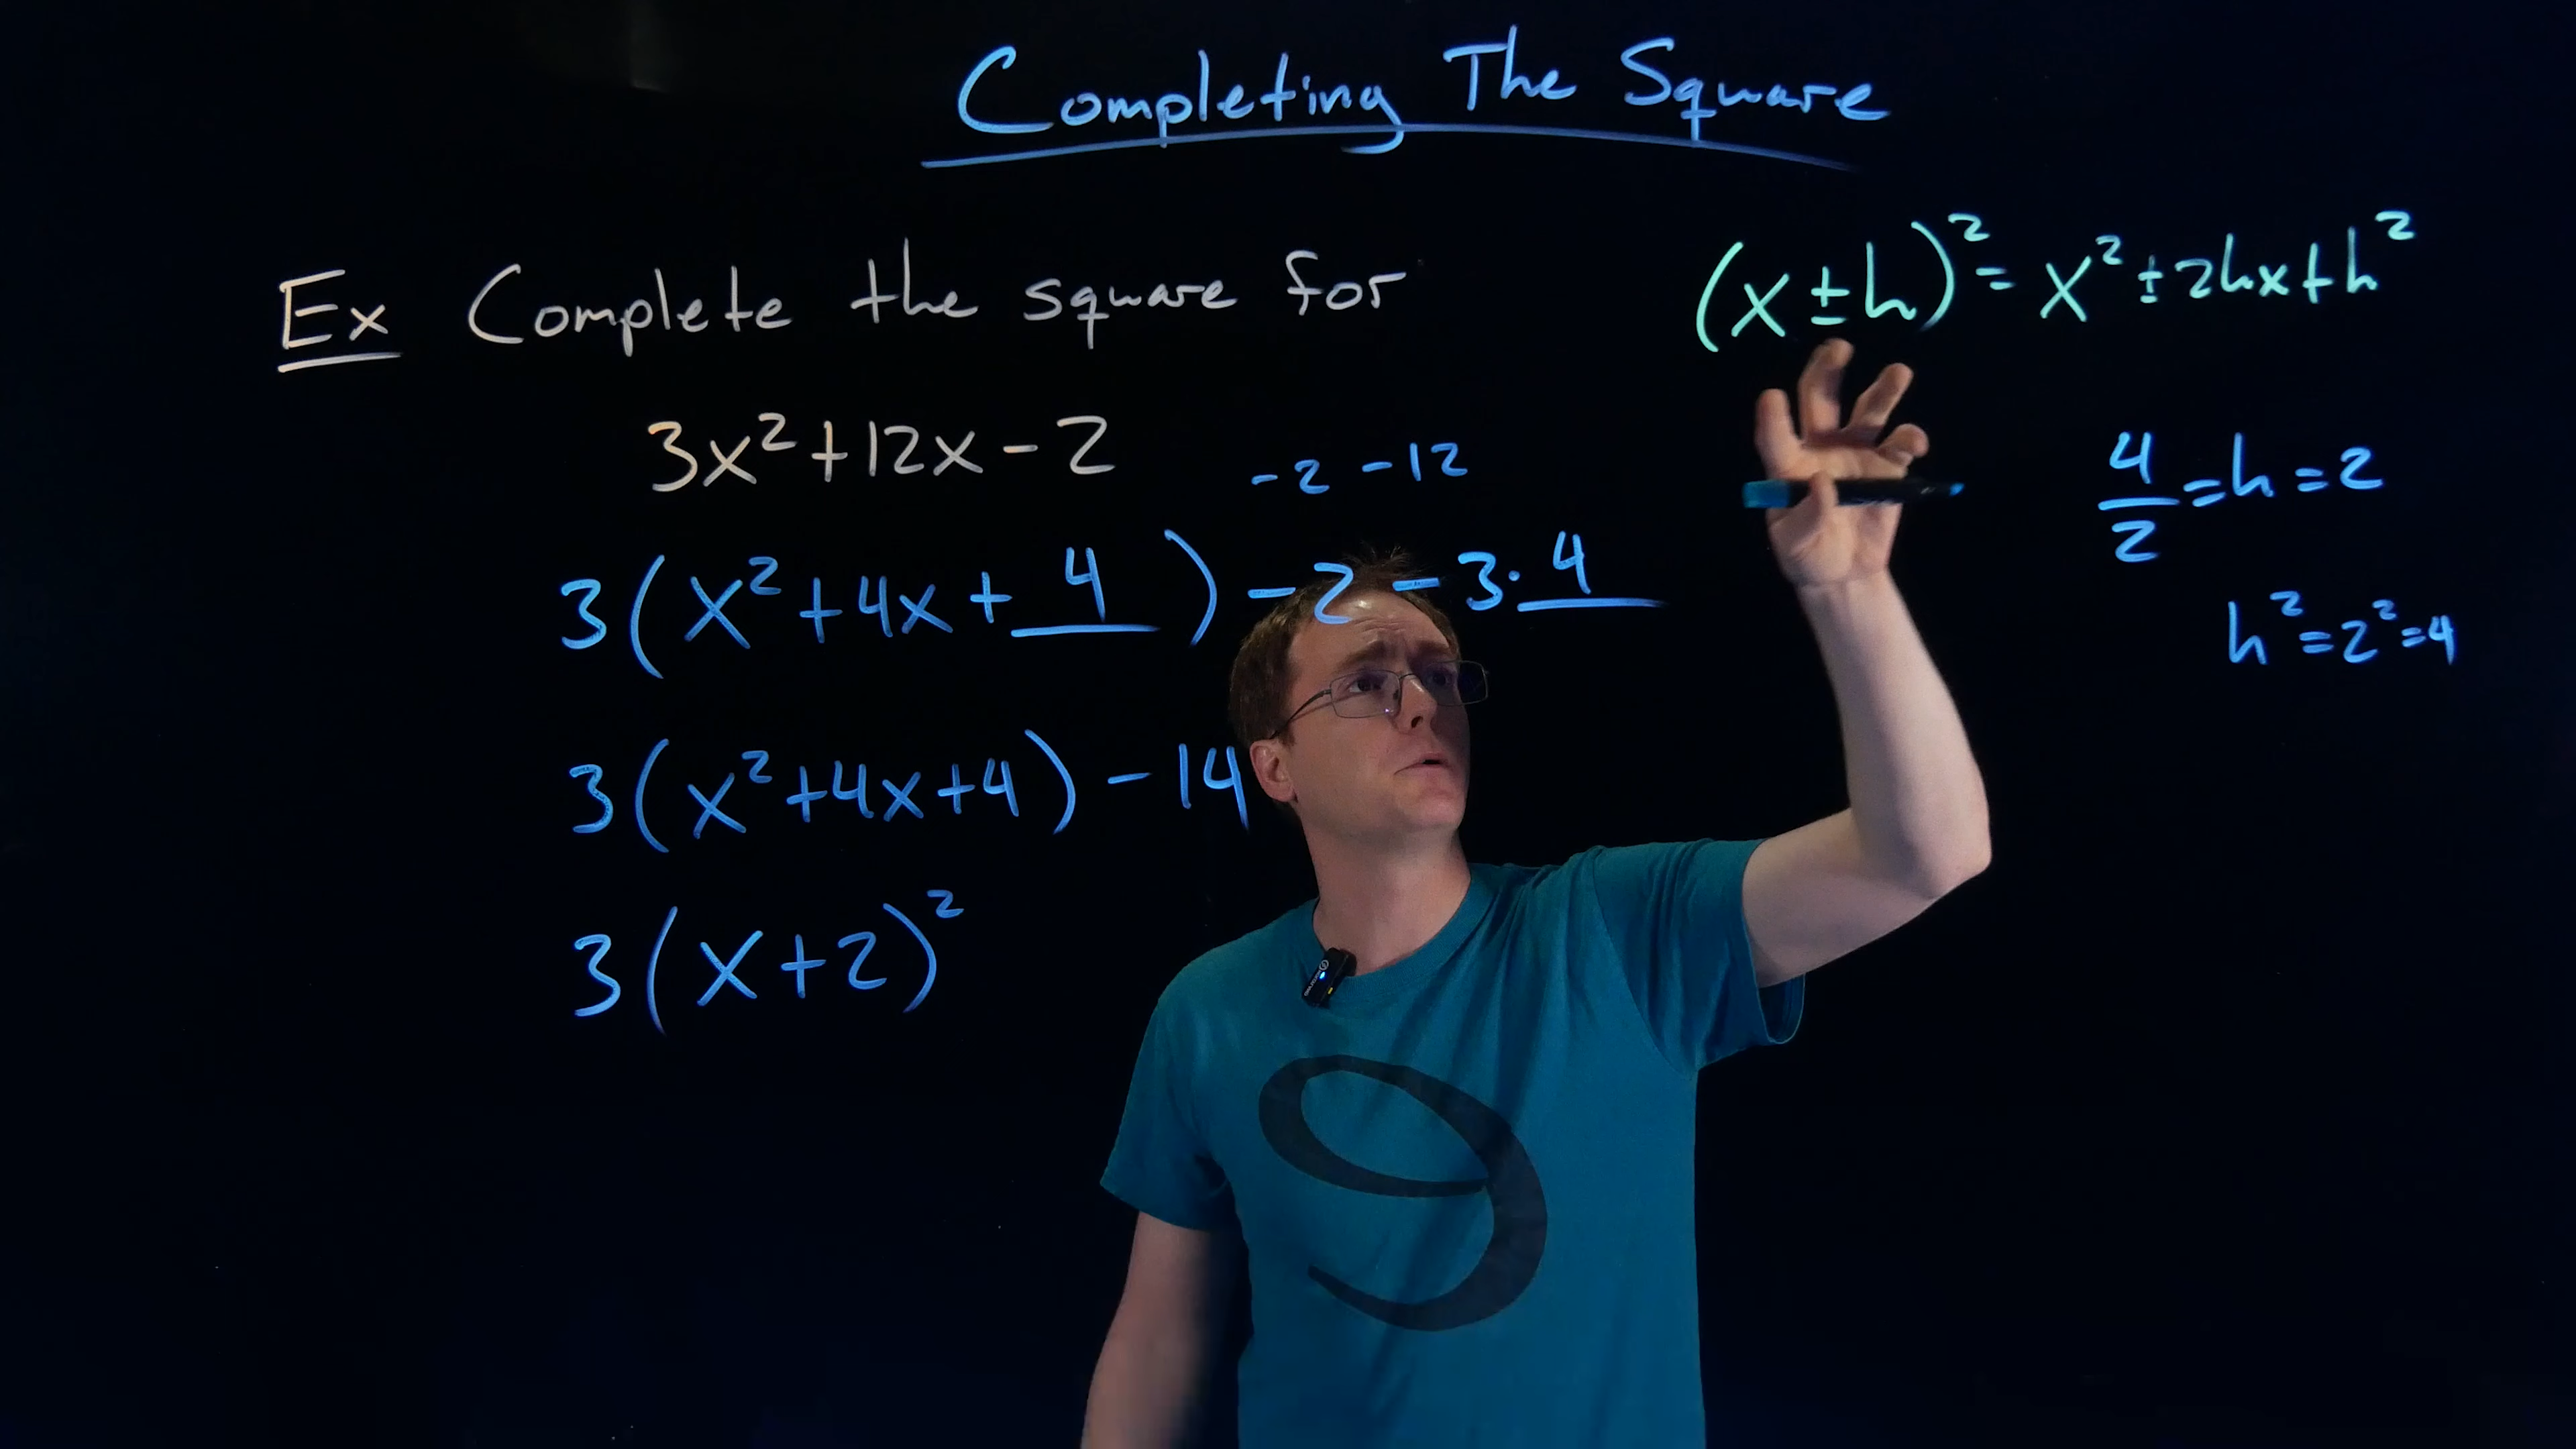 Completing The Square
(x ± h)² = x² ± 2hx + h²
Ex Complete the square for
3x² + 12x - 2
-2 -12
4/2 = h = 2
3(x² + 4x + 4) - 2 - 3·4
h² = 2² = 4
3(x² + 4x + 4) - 14
3(x + 2)²